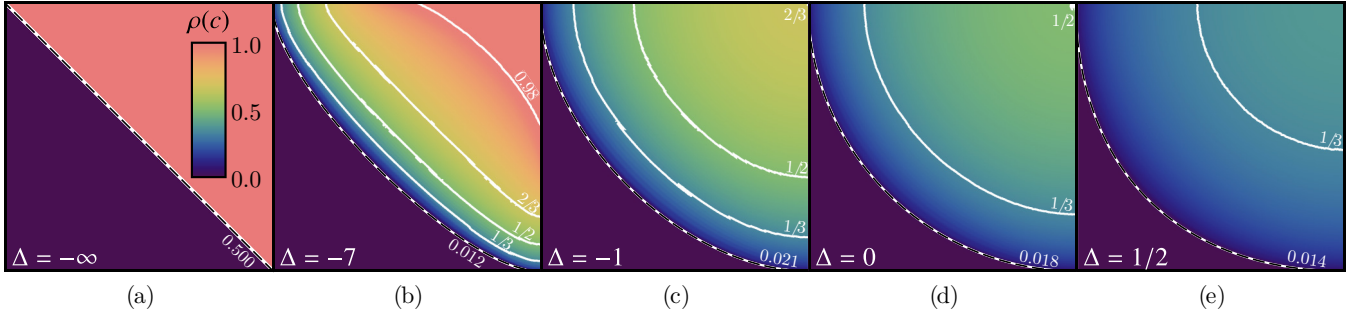 ρ(c)
1.0
0.5
0.0
0.500
Δ = −∞
0.98
2/3
1/2
1/3
0.012
Δ = −7
2/3
1/2
1/3
0.021
Δ = −1
1/2
1/3
0.018
Δ = 0
1/3
0.014
Δ = 1/2
(a)
(b)
(c)
(d)
(e)